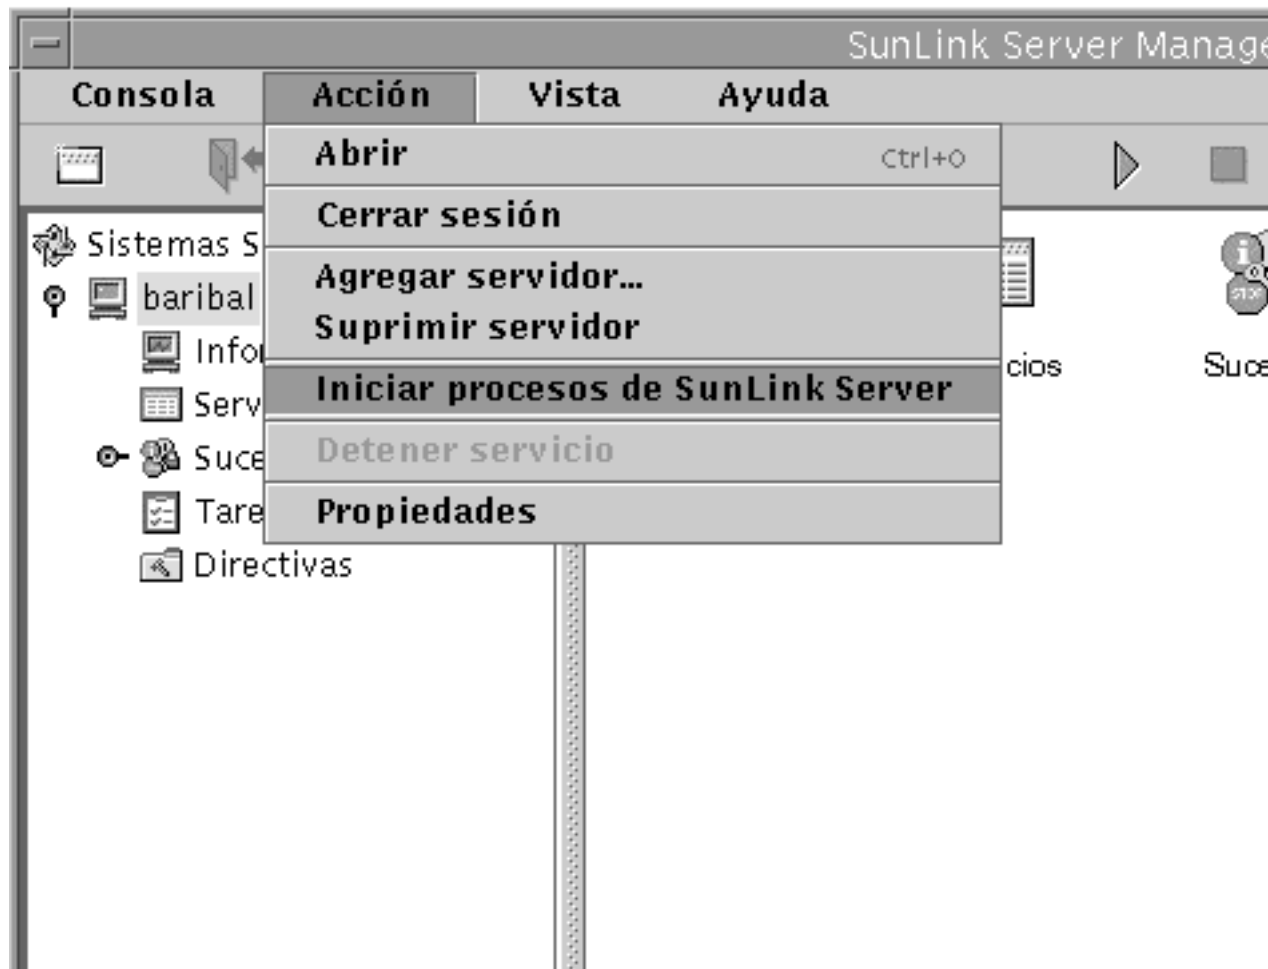 SunLink Server Manage
Consola Acción Vista Ayuda
Abrir Ctrl+O
Cerrar sesión
Agregar servidor...
Suprimir servidor
Iniciar procesos de SunLink Server
Detener servicio
Propiedades
Sistemas S
baribal
Infor
Serv
Suce
Tare
Directivas
cios
Suce
STOP